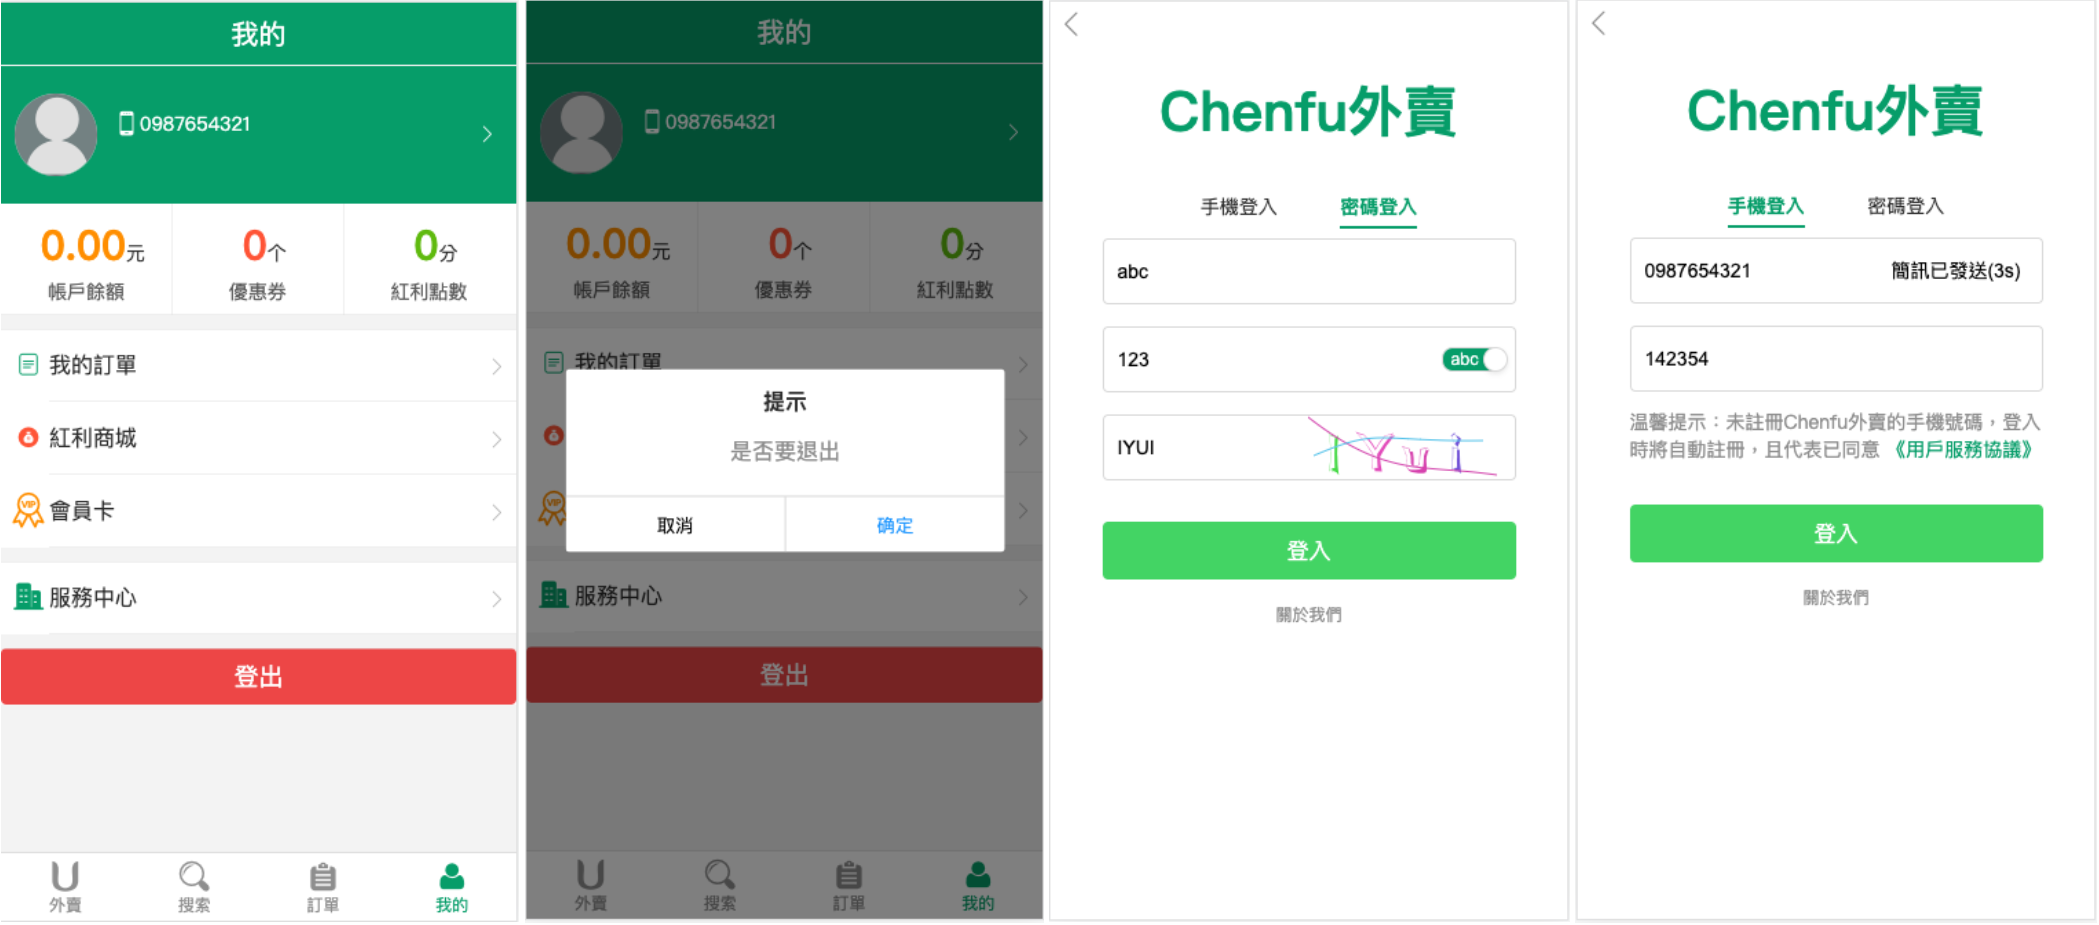 我的
0987654321
0.00元
0个
0分
帳戶餘額
優惠券
紅利點數
我的訂單
紅利商城
VIP
會員卡
服務中心
登出
外賣
搜索
訂單
我的
我的
0987654321
0.00元
0个
0分
帳戶餘額
優惠券
紅利點數
我的訂單
提示
是否要退出
取消
确定
VIP
服務中心
登出
外賣
搜索
訂單
我的
Chenfu外賣
手機登入
密碼登入
abc
123
abc
IYUI
IYui
登入
關於我們
Chenfu外賣
手機登入
密碼登入
0987654321
簡訊已發送(3s)
142354
温馨提示：未註冊Chenfu外賣的手機號碼，登入
時將自動註冊，且代表已同意 《用戶服務協議》
登入
關於我們